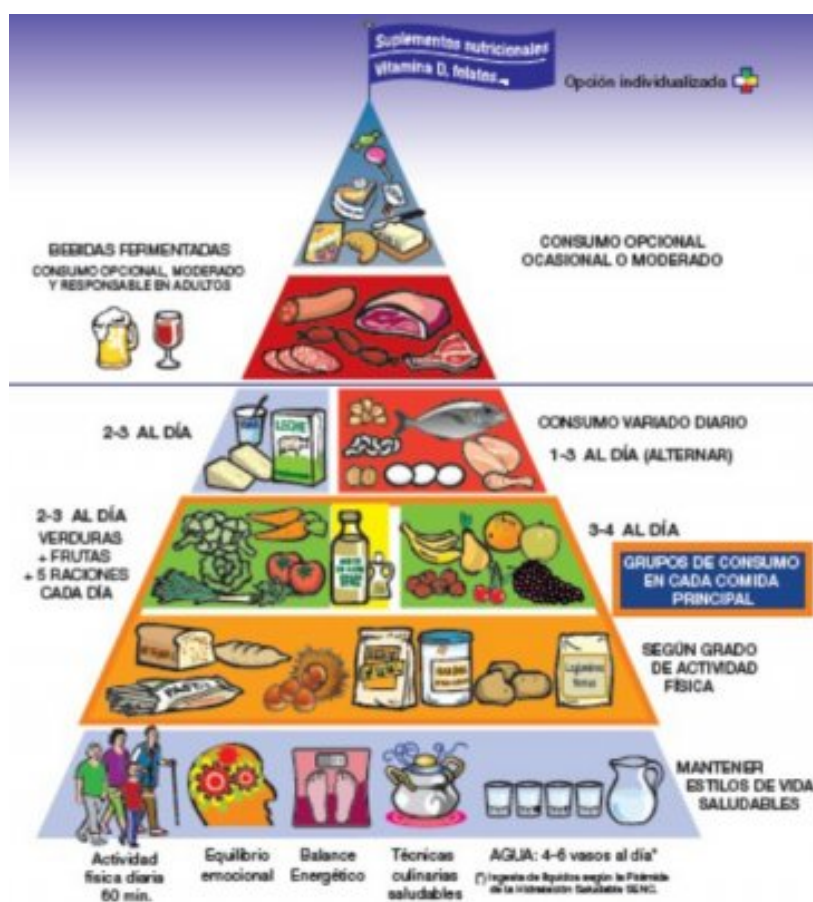 Suplementos nutricionales
Vitamina D, folatos
Opción individualizada
BEBIDAS FERMENTADAS
CONSUMO OPCIONAL, MODERADO
Y RESPONSABLE EN ADULTOS
CONSUMO OPCIONAL
OCASIONAL O MODERADO
2-3 AL DÍA
LECHE
CONSUMO VARIADO DIARIO
1-3 AL DÍA (ALTERNAR)
2-3 AL DÍA
VERDURAS
+ FRUTAS
+ 5 RACIONES
CADA DÍA
3-4 AL DÍA
GRUPOS DE CONSUMO
EN CADA COMIDA
PRINCIPAL
PASTA
Legumbres
SEGÚN GRADO
DE ACTIVIDAD
FÍSICA
MANTENER
ESTILOS DE VIDA
SALUDABLES
Actividad
física diaria
60 min.
Equilibrio
emocional
Balance
Energético
Técnicas
culinarias
saludables
AGUA: 4-6 vasos al día*
(*) Ingesta de líquidos según la Pirámide
de la Hidratación Saludable SENC.